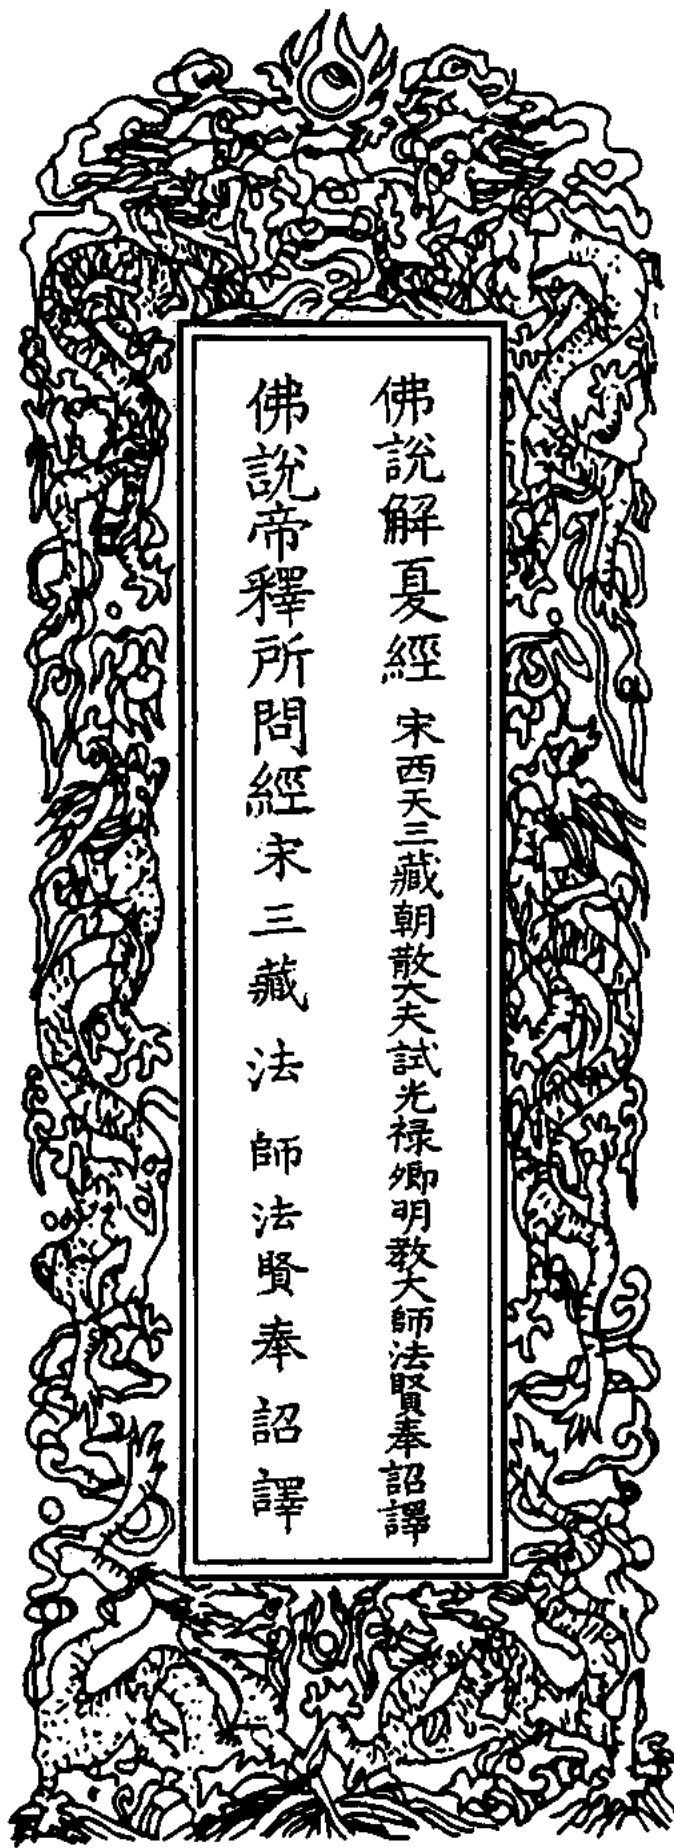 佛說解夏經 宋西天三藏朝散大夫試光祿卿明教大師法賢奉詔譯
佛說帝釋所問經 宋三藏法師法賢奉詔譯